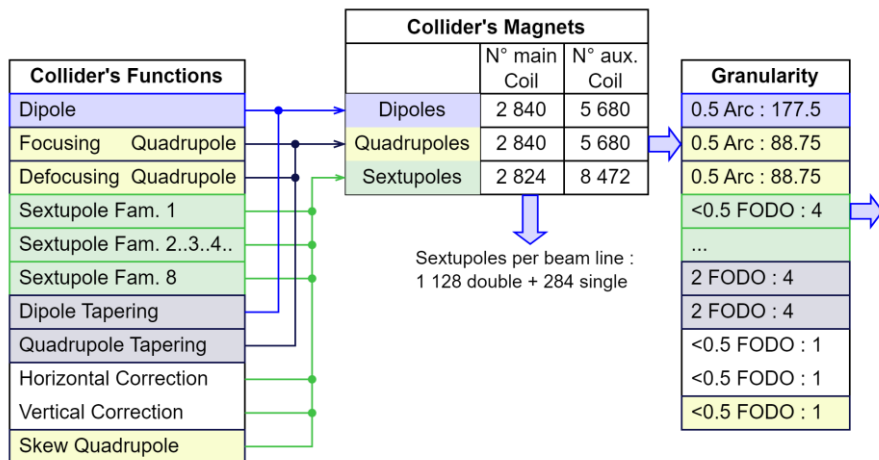 Collider's Functions
Dipole
Focusing Quadrupole
Defocusing Quadrupole
Sextupole Fam. 1
Sextupole Fam. 2..3..4..
Sextupole Fam. 8
Dipole Tapering
Quadrupole Tapering
Horizontal Correction
Vertical Correction
Skew Quadrupole
Collider's Magnets
N° main Coil
N° aux. Coil
Dipoles 2 840 5 680
Quadrupoles 2 840 5 680
Sextupoles 2 824 8 472
Sextupoles per beam line :
1 128 double + 284 single
Granularity
0.5 Arc : 177.5
0.5 Arc : 88.75
0.5 Arc : 88.75
<0.5 FODO : 4
...
2 FODO : 4
2 FODO : 4
<0.5 FODO : 1
<0.5 FODO : 1
<0.5 FODO : 1